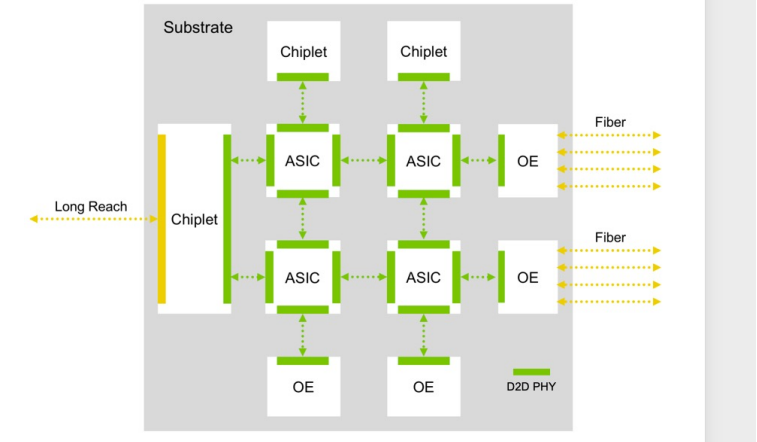 Substrate
Chiplet
Chiplet
Fiber
ASIC
ASIC
OE
Long Reach
Chiplet
Fiber
ASIC
ASIC
OE
OE
OE
D2D PHY